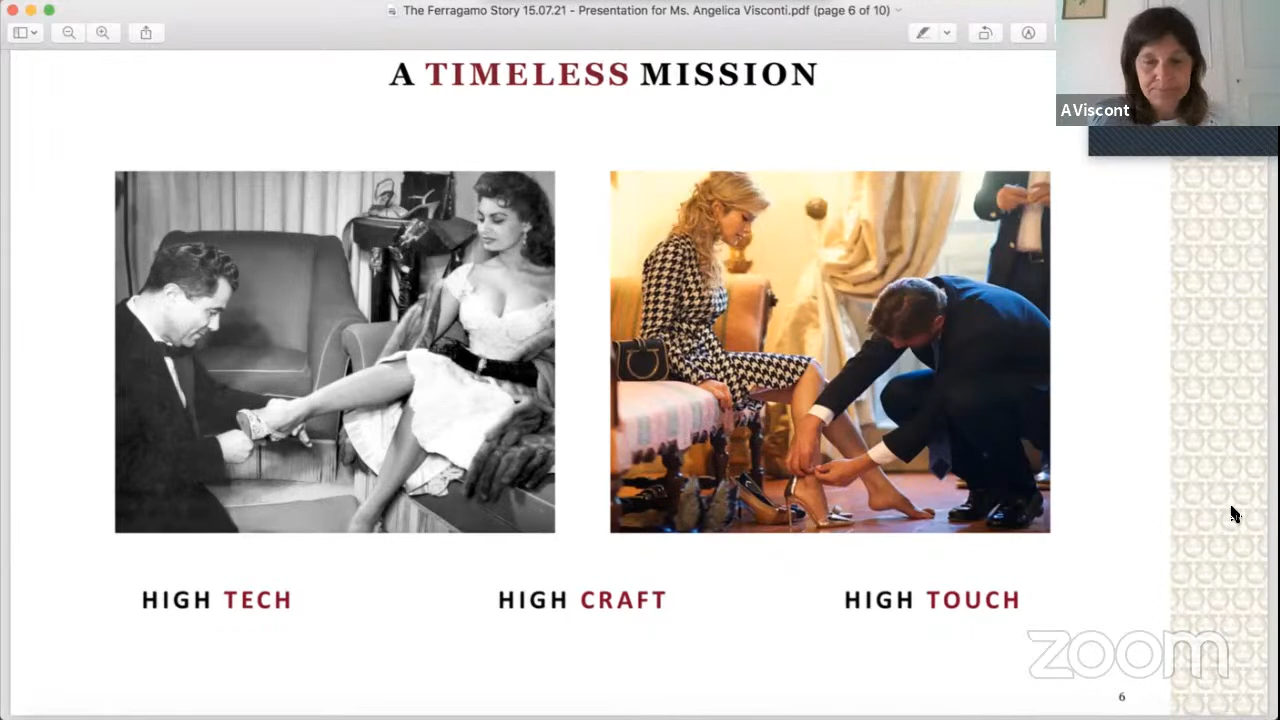 The Ferragamo Story 15.07.21 - Presentation for Ms. Angelica Visconti.pdf (page 6 of 10)
A TIMELESS MISSION
A Viscont
HIGH TECH
HIGH CRAFT
HIGH TOUCH
zoom
6